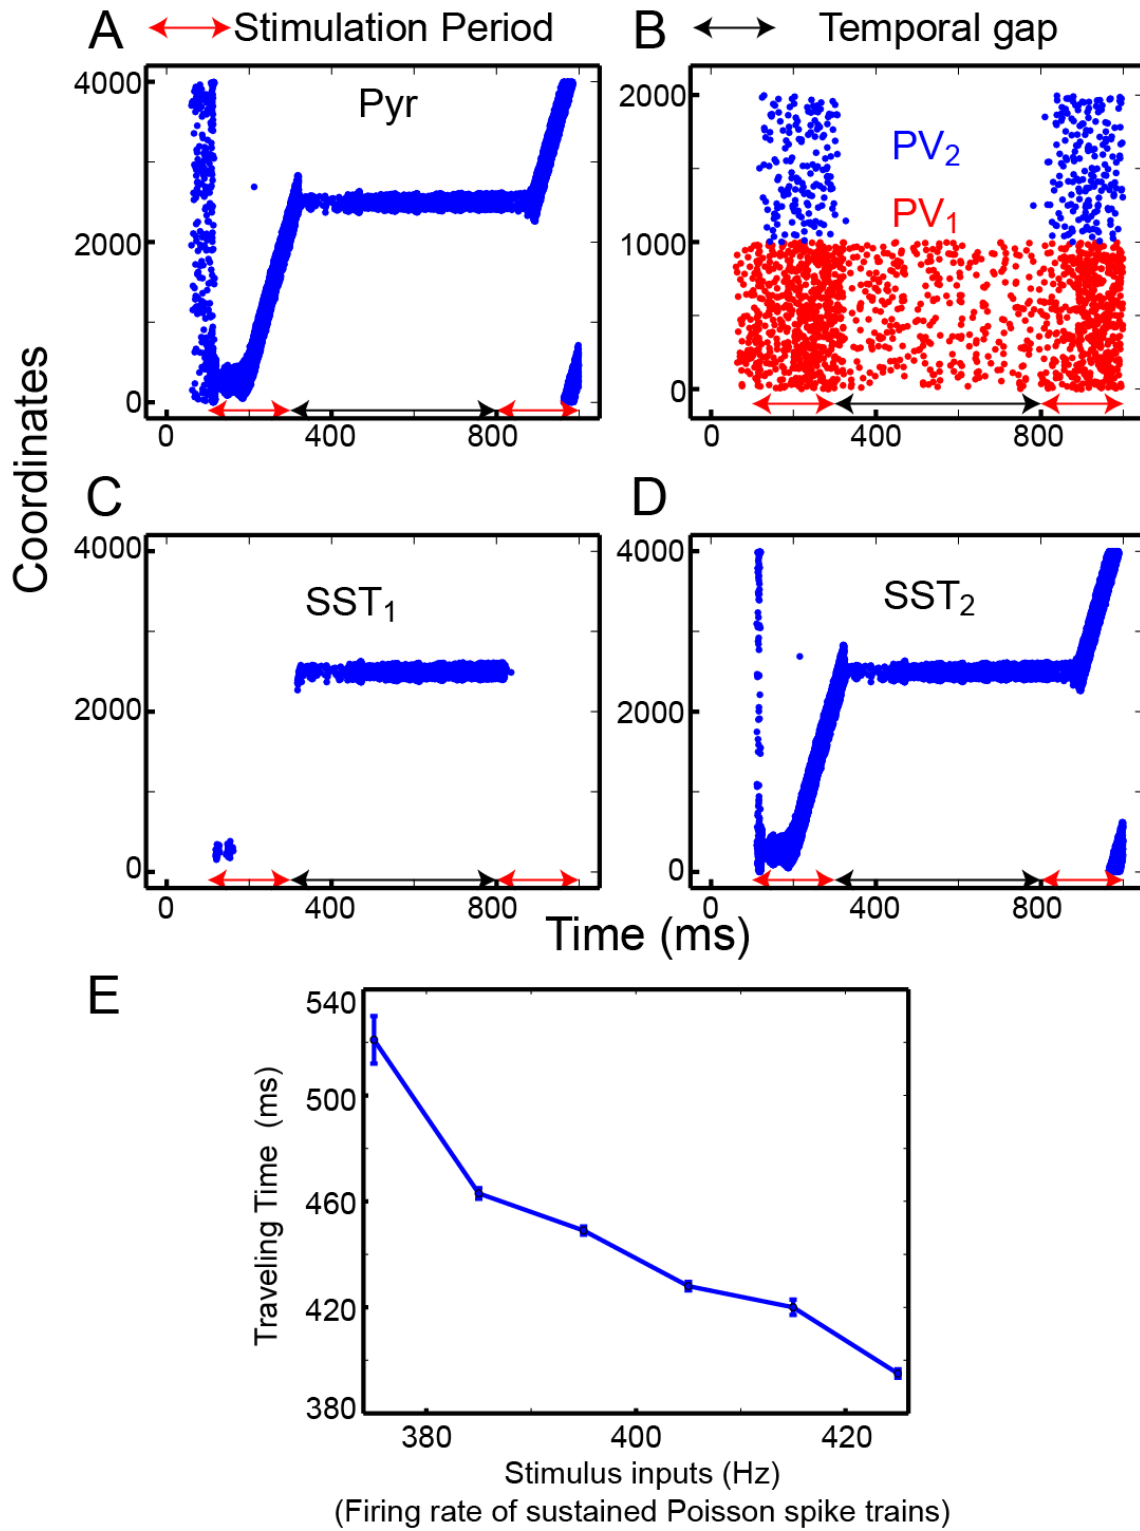 A Stimulation Period B Temporal gap
4000 Pyr 2000 PV2
PV1
2000 1000
0 0
0 400 800 0 400 800
Coordinates
C D
4000 SST1 4000 SST2
2000 2000
0 0
0 400 800 0 400 800
Time (ms)
E
540
500
460
420
380
Traveling Time (ms)
380 400 420
Stimulus inputs (Hz)
(Firing rate of sustained Poisson spike trains)